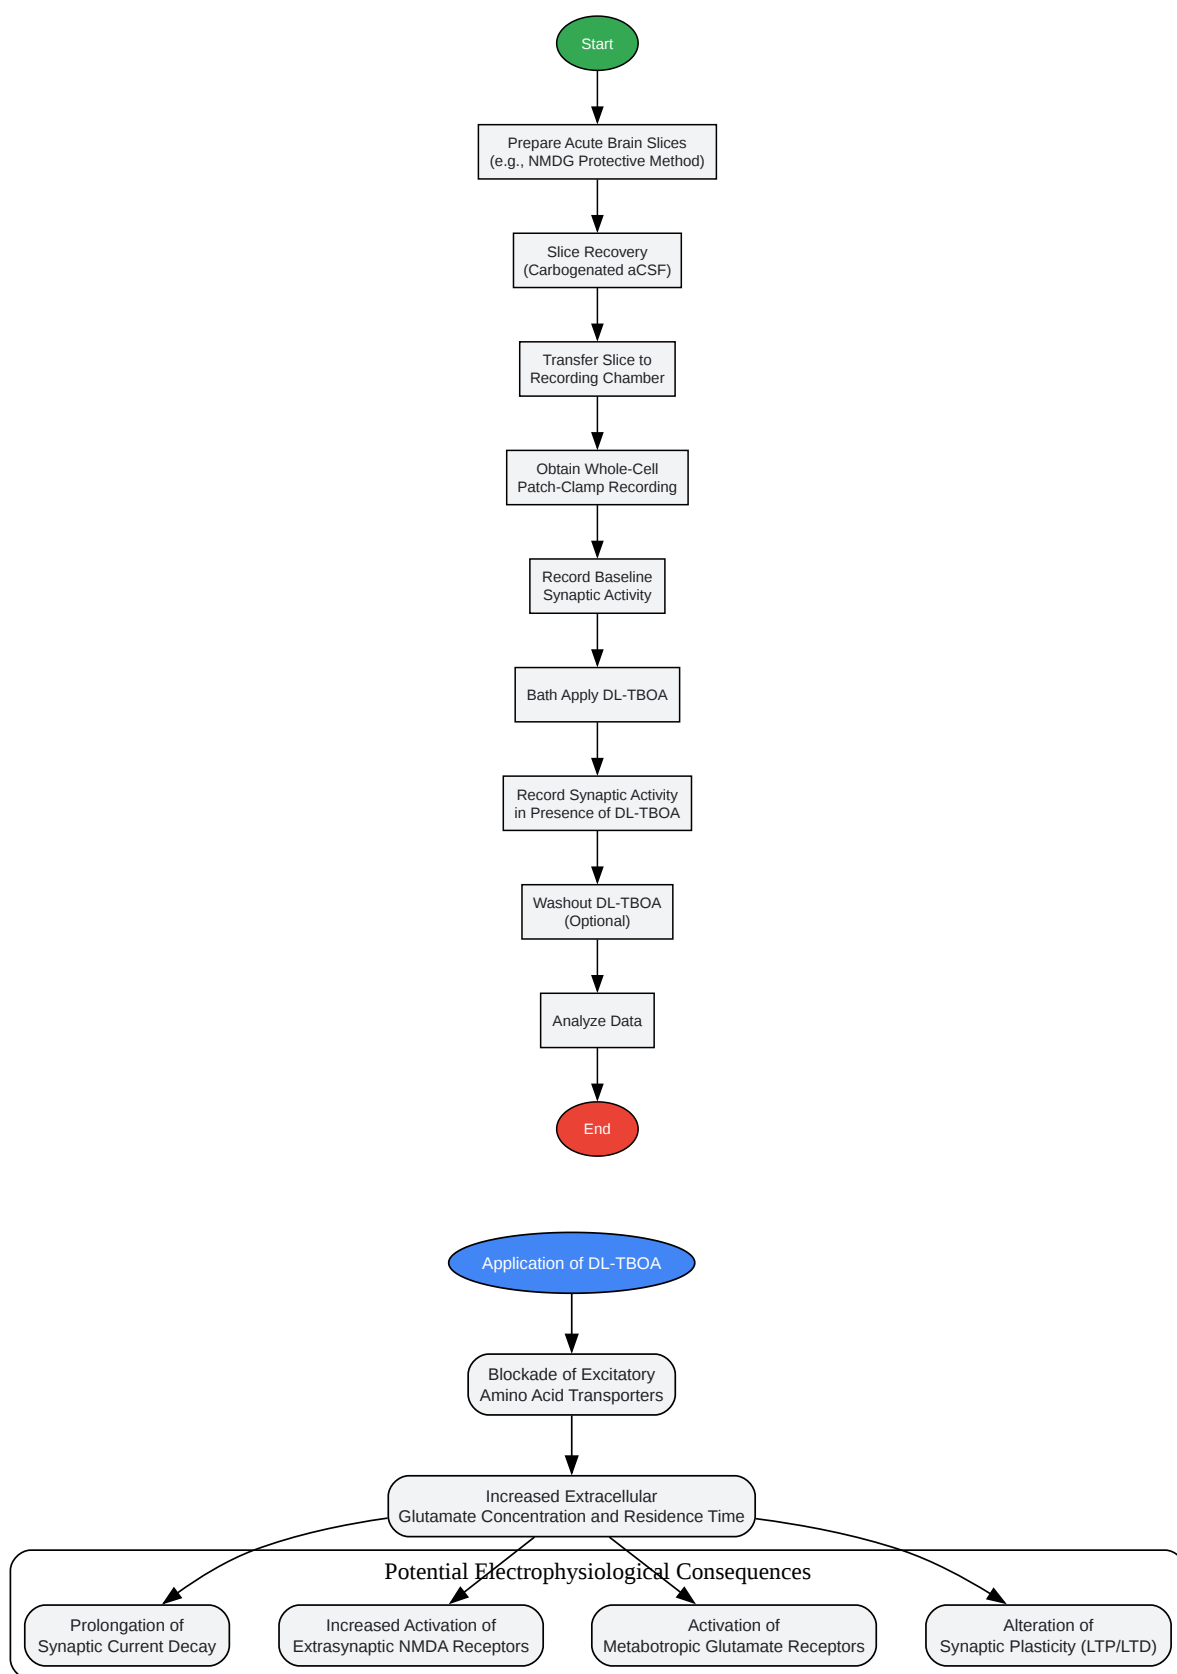 Start
Prepare Acute Brain Slices
(e.g., NMDG Protective Method)
Slice Recovery
(Carbogenated aCSF)
Transfer Slice to
Recording Chamber
Obtain Whole-Cell
Patch-Clamp Recording
Record Baseline
Synaptic Activity
Bath Apply DL-TBOA
Record Synaptic Activity
in Presence of DL-TBOA
Washout DL-TBOA
(Optional)
Analyze Data
End
Application of DL-TBOA
Blockade of Excitatory
Amino Acid Transporters
Increased Extracellular
Glutamate Concentration and Residence Time
Potential Electrophysiological Consequences
Prolongation of
Synaptic Current Decay
Increased Activation of
Extrasynaptic NMDA Receptors
Activation of
Metabotropic Glutamate Receptors
Alteration of
Synaptic Plasticity (LTP/LTD)